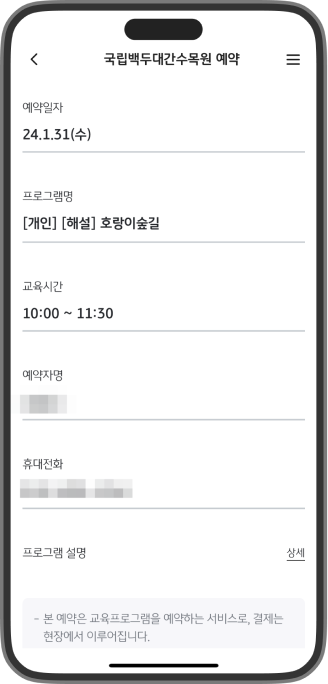 국립백두대간수목원 예약
예약일자
24.1.31(수)
프로그램명
[개인] [해설] 호랑이숲길
교육시간
10:00 ~ 11:30
예약자명
휴대전화
프로그램 설명
상세
- 본 예약은 교육프로그램을 예약하는 서비스로, 결제는
현장에서 이루어집니다.